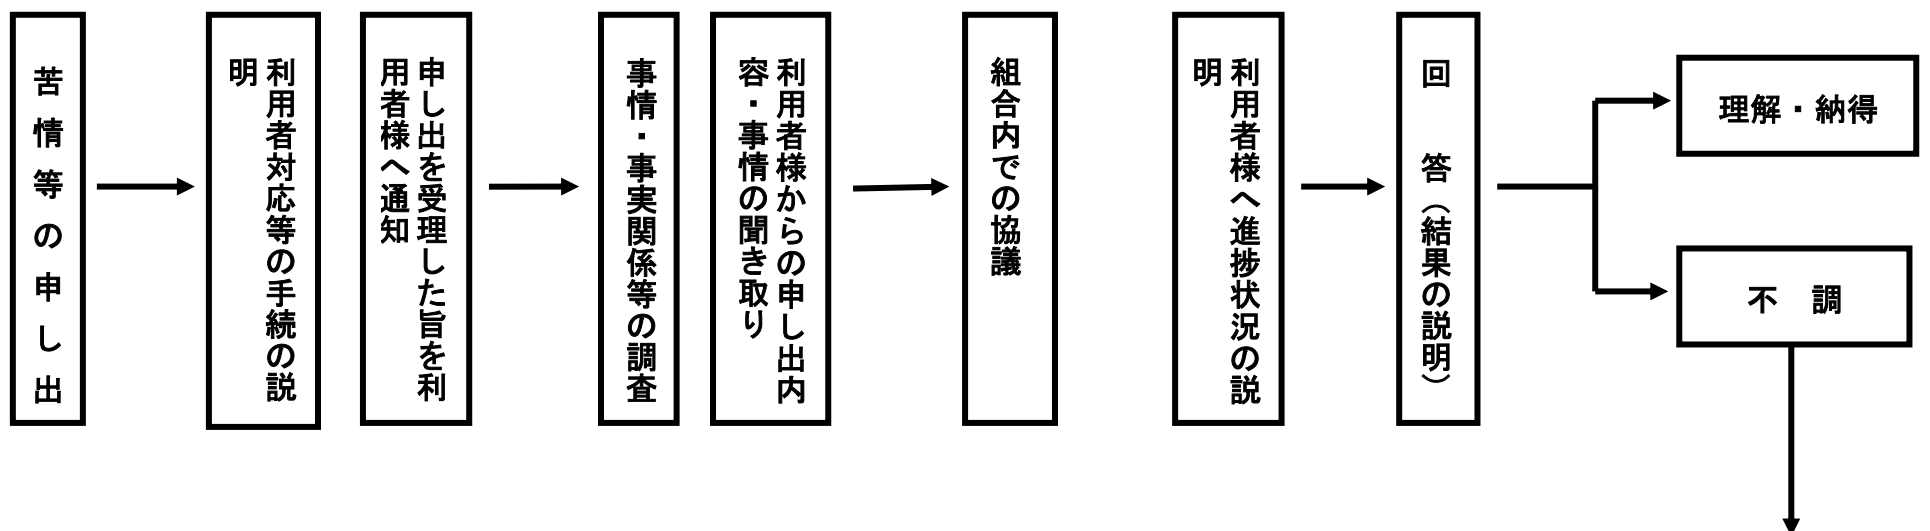 苦情等の申し出
利用者対応等の手続の説
明
申し出を受理した旨を利
用者様へ通知
事情・事実関係等の調査
利用者様からの申し出内
容・事情の聞き取り
組合内での協議
利用者様へ進捗状況の説
明
回　答（結果の説明）
理解・納得
不　調